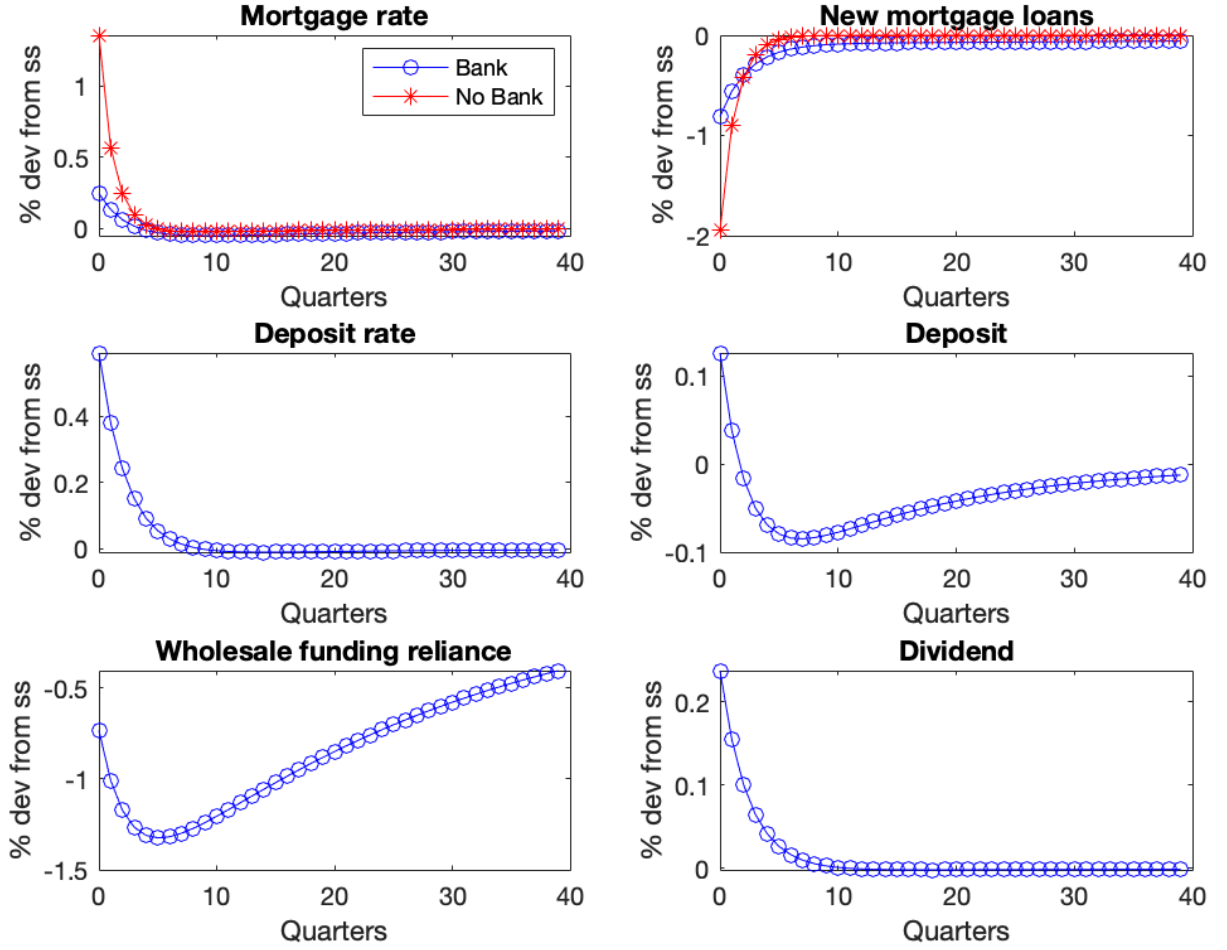 Mortgage rate
% dev from ss
1
0.5
0
0 10 20 30 40
Quarters
Bank
No Bank
New mortgage loans
% dev from ss
0
-1
-2
0 10 20 30 40
Quarters
Deposit rate
% dev from ss
0.4
0.2
0
0 10 20 30 40
Quarters
Deposit
% dev from ss
0.1
0
-0.1
0 10 20 30 40
Quarters
Wholesale funding reliance
% dev from ss
-0.5
-1
-1.5
0 10 20 30 40
Quarters
Dividend
% dev from ss
0.2
0.1
0
0 10 20 30 40
Quarters